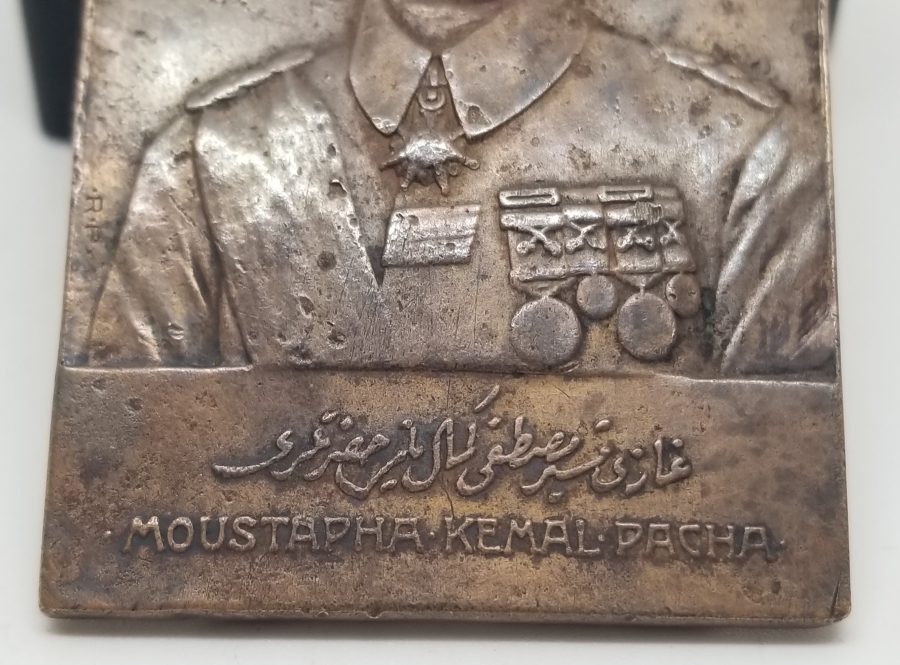 ·R·P·
غازی مشیر مصطفی کمال پاشا حضرتلری
·MOUSTAPHA·KEMAL·PACHA·